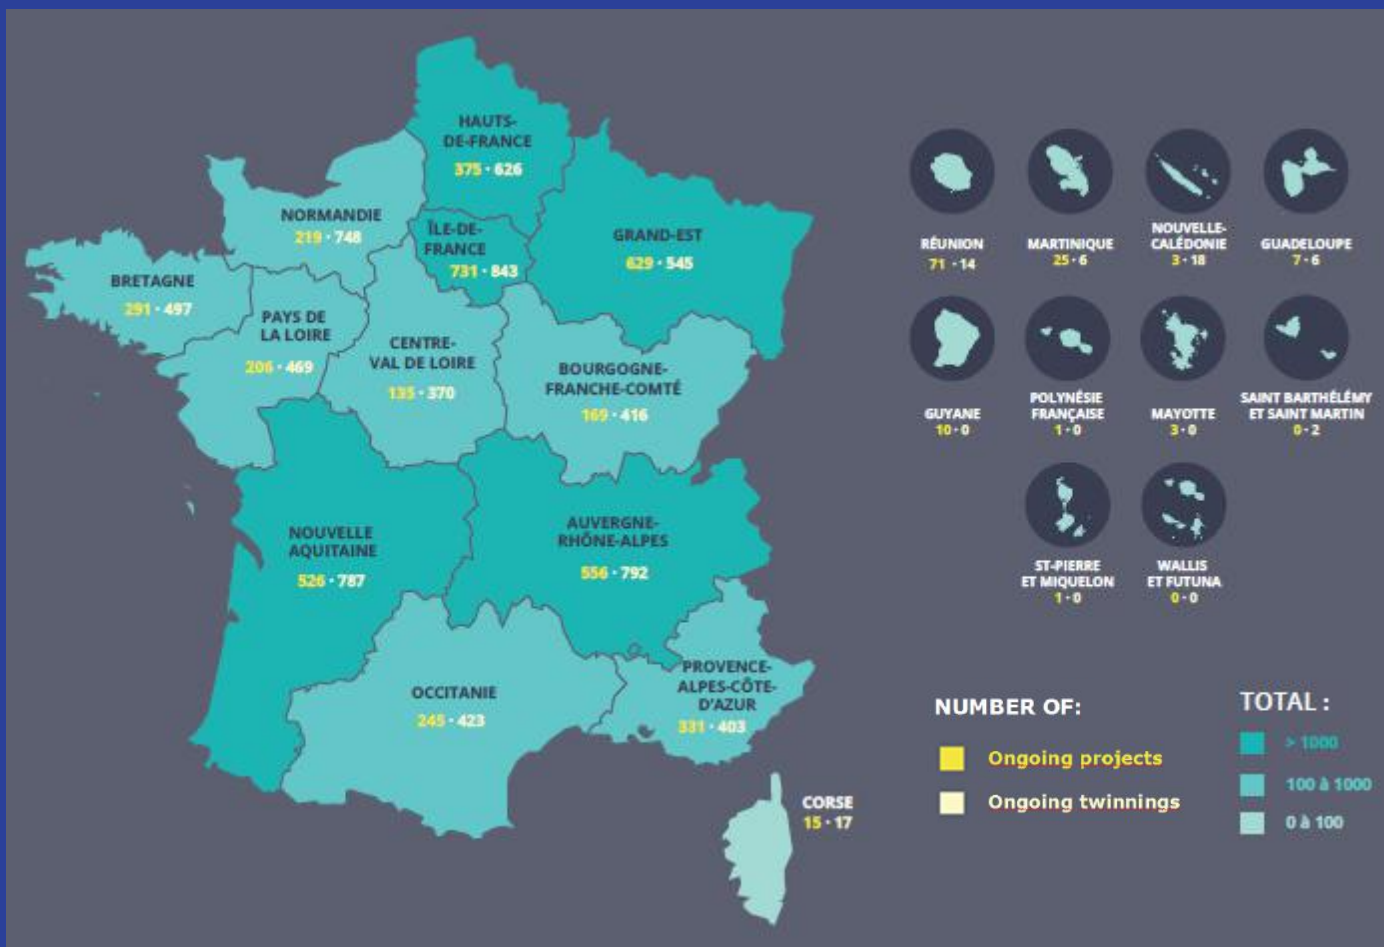 HAUTS-
DE-FRANCE
375 · 626
NORMANDIE
219 · 748
ÎLE-DE-
FRANCE
731 · 843
GRAND-EST
629 · 545
BRETAGNE
291 · 497
PAYS DE
LA LOIRE
206 · 469
CENTRE-
VAL DE LOIRE
135 · 370
BOURGOGNE-
FRANCHE-COMTÉ
169 · 416
NOUVELLE
AQUITAINE
526 · 787
AUVERGNE-
RHÔNE-ALPES
556 · 792
OCCITANIE
245 · 423
PROVENCE-
ALPES-CÔTE-
D'AZUR
331 · 403
CORSE
15 · 17
RÉUNION
71 · 14
MARTINIQUE
25 · 6
NOUVELLE-
CALÉDONIE
3 · 18
GUADELOUPE
7 · 6
GUYANE
10 · 0
POLYNÉSIE
FRANÇAISE
1 · 0
MAYOTTE
3 · 0
SAINT BARTHÉLÉMY
ET SAINT MARTIN
0 · 2
ST-PIERRE
ET MIQUELON
1 · 0
WALLIS
ET FUTUNA
0 · 0
NUMBER OF:
Ongoing projects
Ongoing twinnings
TOTAL :
> 1000
100 à 1000
0 à 100